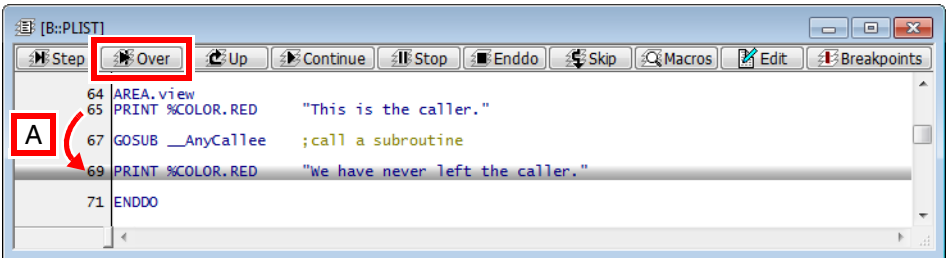 [B::PLIST]
Step Over Up Continue Stop Enddo Skip Macros Edit Breakpoints
64 AREA.view
65 PRINT %COLOR.RED "This is the caller."
A
67 GOSUB __AnyCallee ;call a subroutine
69 PRINT %COLOR.RED "We have never left the caller."
71 ENDDO